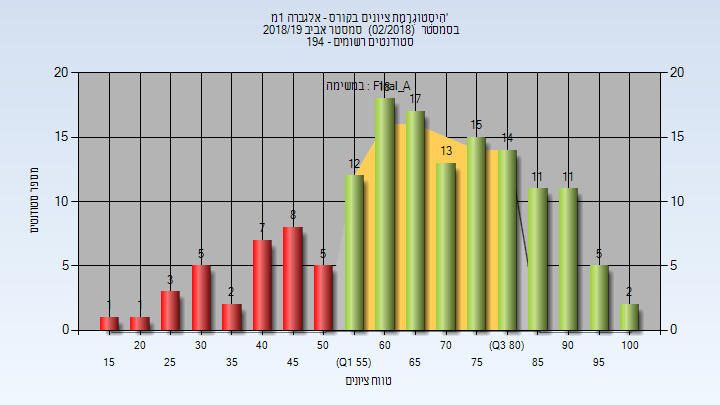 היסטוגרמת ציונים בקורס - אלגברה 1מ'
בסמסטר (02/2018) סמסטר אביב 2018/19
סטודנטים רשומים - 194
במשימה : Final_A
מספר סטודנטים
20 20
15 15
10 10
5 5
0 0
1 1 3 5 2 7 8 5 12 18 17 13 15 14 11 11 5 2
20 30 40 50 60 70 (Q3 80) 90 100
15 25 35 45 (Q1 55) 65 75 85 95
טווח ציונים